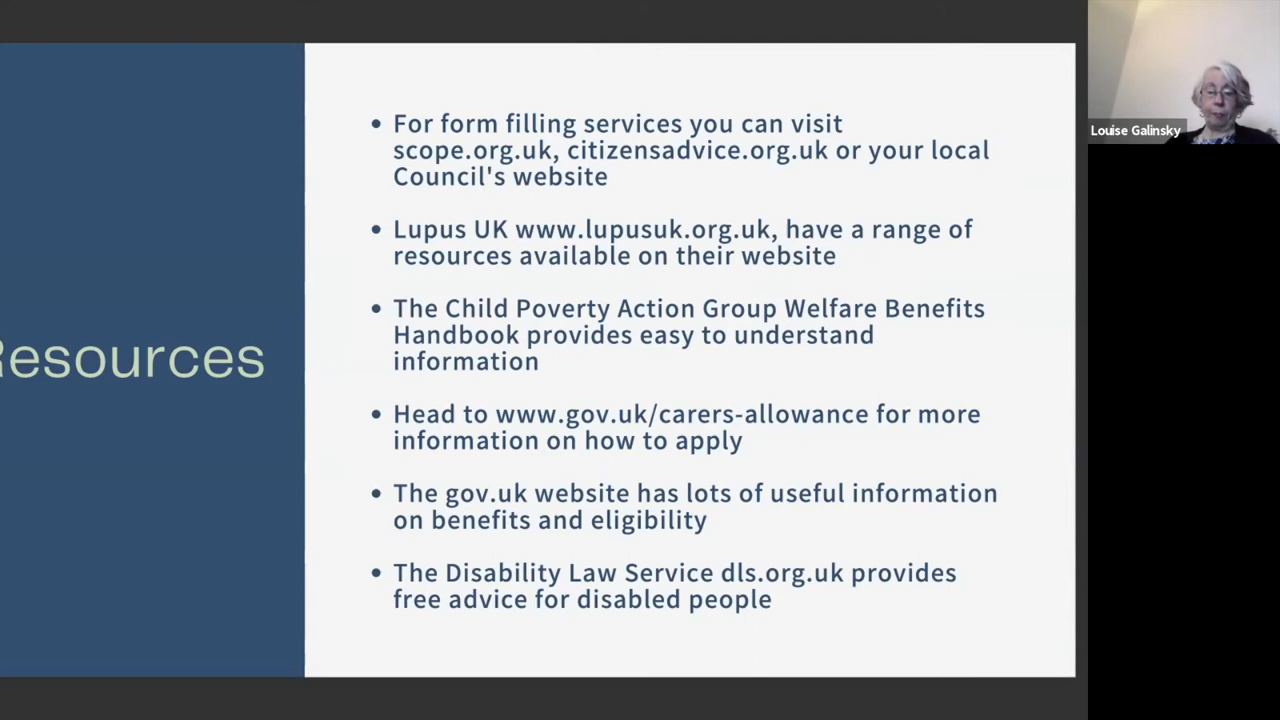 For form filling services you can visit
scope.org.uk, citizensadvice.org.uk or your local
Council's website
Lupus UK www.lupusuk.org.uk, have a range of
resources available on their website
The Child Poverty Action Group Welfare Benefits
Handbook provides easy to understand
information
Resources
Head to www.gov.uk/carers-allowance for more
information on how to apply
The gov.uk website has lots of useful information
on benefits and eligibility
The Disability Law Service dls.org.uk provides
free advice for disabled people
Louise Galinsky